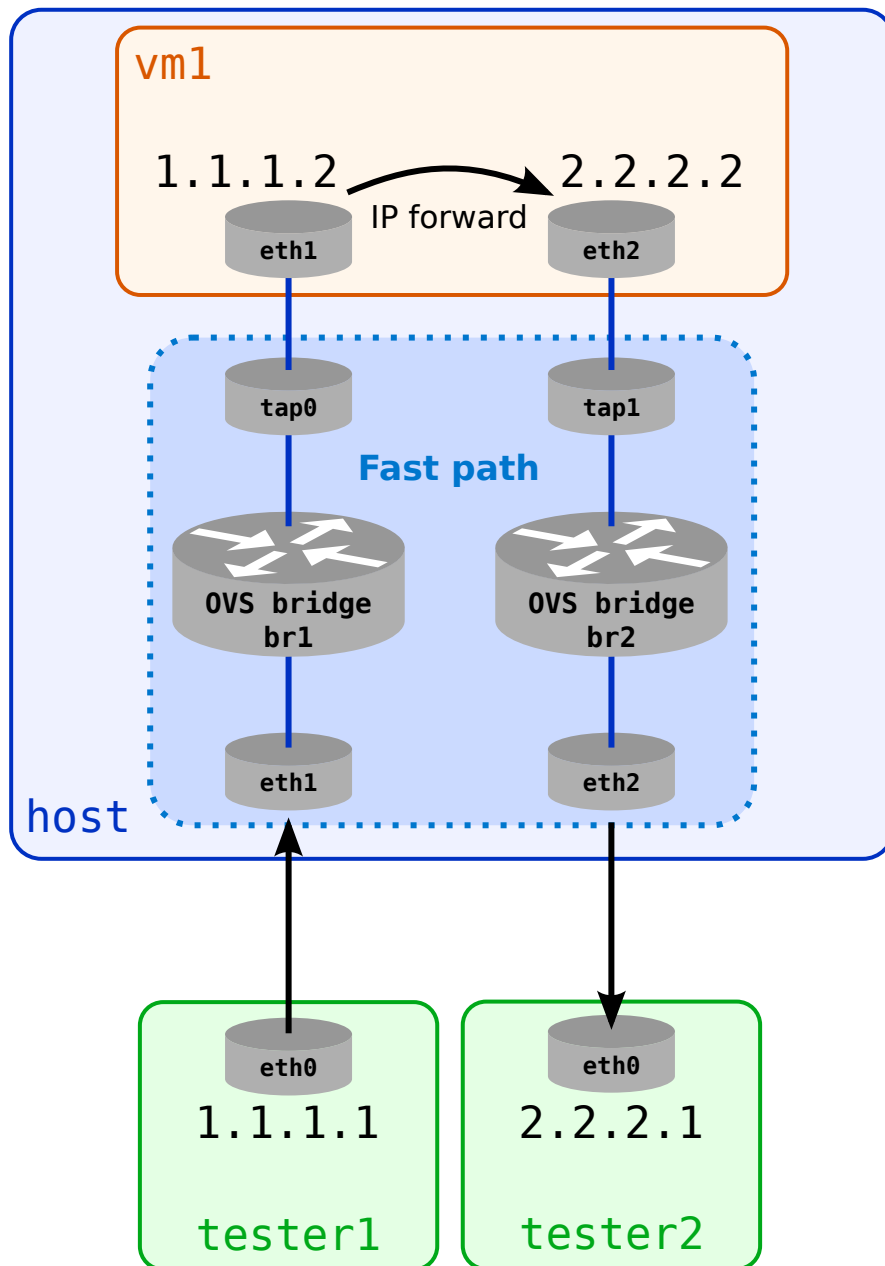 vm1
1.1.1.2
2.2.2.2
IP forward
eth1
eth2
tap0
tap1
Fast path
OVS bridge
br1
OVS bridge
br2
eth1
eth2
host
eth0
eth0
1.1.1.1
2.2.2.1
tester1
tester2